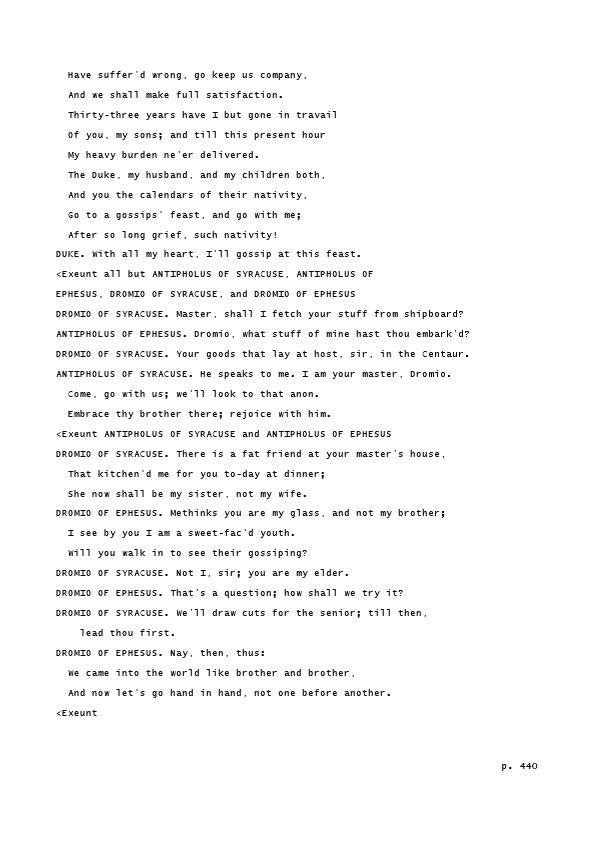 Have suffer'd wrong, go keep us company,
And we shall make full satisfaction.
Thirty-three years have I but gone in travail
Of you, my sons; and till this present hour
My heavy burden ne'er delivered.
The Duke, my husband, and my children both,
And you the calendars of their nativity,
Go to a gossips' feast, and go with me;
After so long grief, such nativity!
DUKE. With all my heart, I'll gossip at this feast.
<Exeunt all but ANTIPHOLUS OF SYRACUSE, ANTIPHOLUS OF
EPHESUS, DROMIO OF SYRACUSE, and DROMIO OF EPHESUS
DROMIO OF SYRACUSE. Master, shall I fetch your stuff from shipboard?
ANTIPHOLUS OF EPHESUS. Dromio, what stuff of mine hast thou embark'd?
DROMIO OF SYRACUSE. Your goods that lay at host, sir, in the Centaur.
ANTIPHOLUS OF SYRACUSE. He speaks to me. I am your master, Dromio.
Come, go with us; we'll look to that anon.
Embrace thy brother there; rejoice with him.
<Exeunt ANTIPHOLUS OF SYRACUSE and ANTIPHOLUS OF EPHESUS
DROMIO OF SYRACUSE. There is a fat friend at your master's house,
That kitchen'd me for you to-day at dinner;
She now shall be my sister, not my wife.
DROMIO OF EPHESUS. Methinks you are my glass, and not my brother;
I see by you I am a sweet-fac'd youth.
Will you walk in to see their gossiping?
DROMIO OF SYRACUSE. Not I, sir; you are my elder.
DROMIO OF EPHESUS. That's a question; how shall we try it?
DROMIO OF SYRACUSE. We'll draw cuts for the senior; till then,
lead thou first.
DROMIO OF EPHESUS. Nay, then, thus:
We came into the world like brother and brother,
And now let's go hand in hand, not one before another.
<Exeunt
p. 440